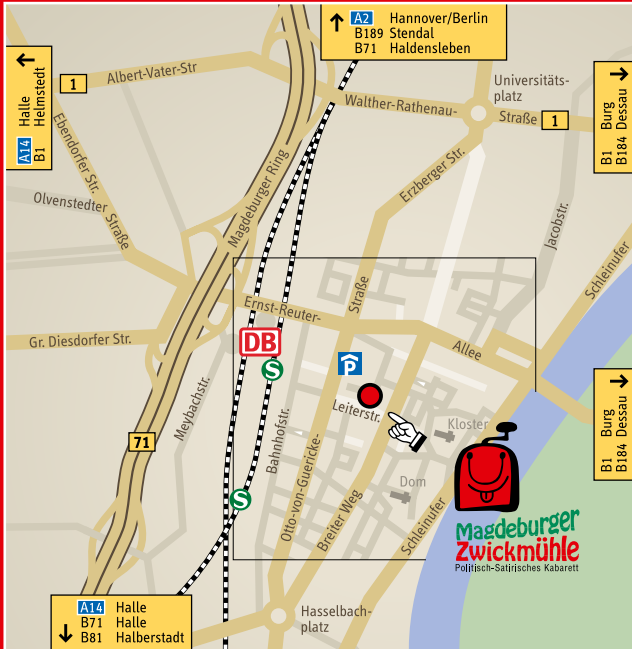 A2 Hannover/Berlin
B189 Stendal
B71 Haldensleben
A14 Halle
B1 Helmstedt
1
Albert-Vater-Str
Universitäts-
platz
Walther-Rathenau-
Straße
1
B1 Burg
B184 Dessau
Ebendorfer Str.
Olvenstedter
Straße
Magdeburger Ring
Erzberger Str.
Jacobstr.
Schleinufer
Ernst-Reuter-
Straße
Allee
Gr. Diesdorfer Str.
DB
S
P
Meybachstr.
Bahnhofstr.
Leiterstr.
Kloster
B1 Burg
B184 Dessau
71
S
Otto-von-Guericke-
Breiter Weg
Dom
Schleinufer
Magdeburger
Zwickmühle
Politisch-Satirisches Kabarett
A14 Halle
B71 Halle
B81 Halberstadt
Hasselbach-
platz